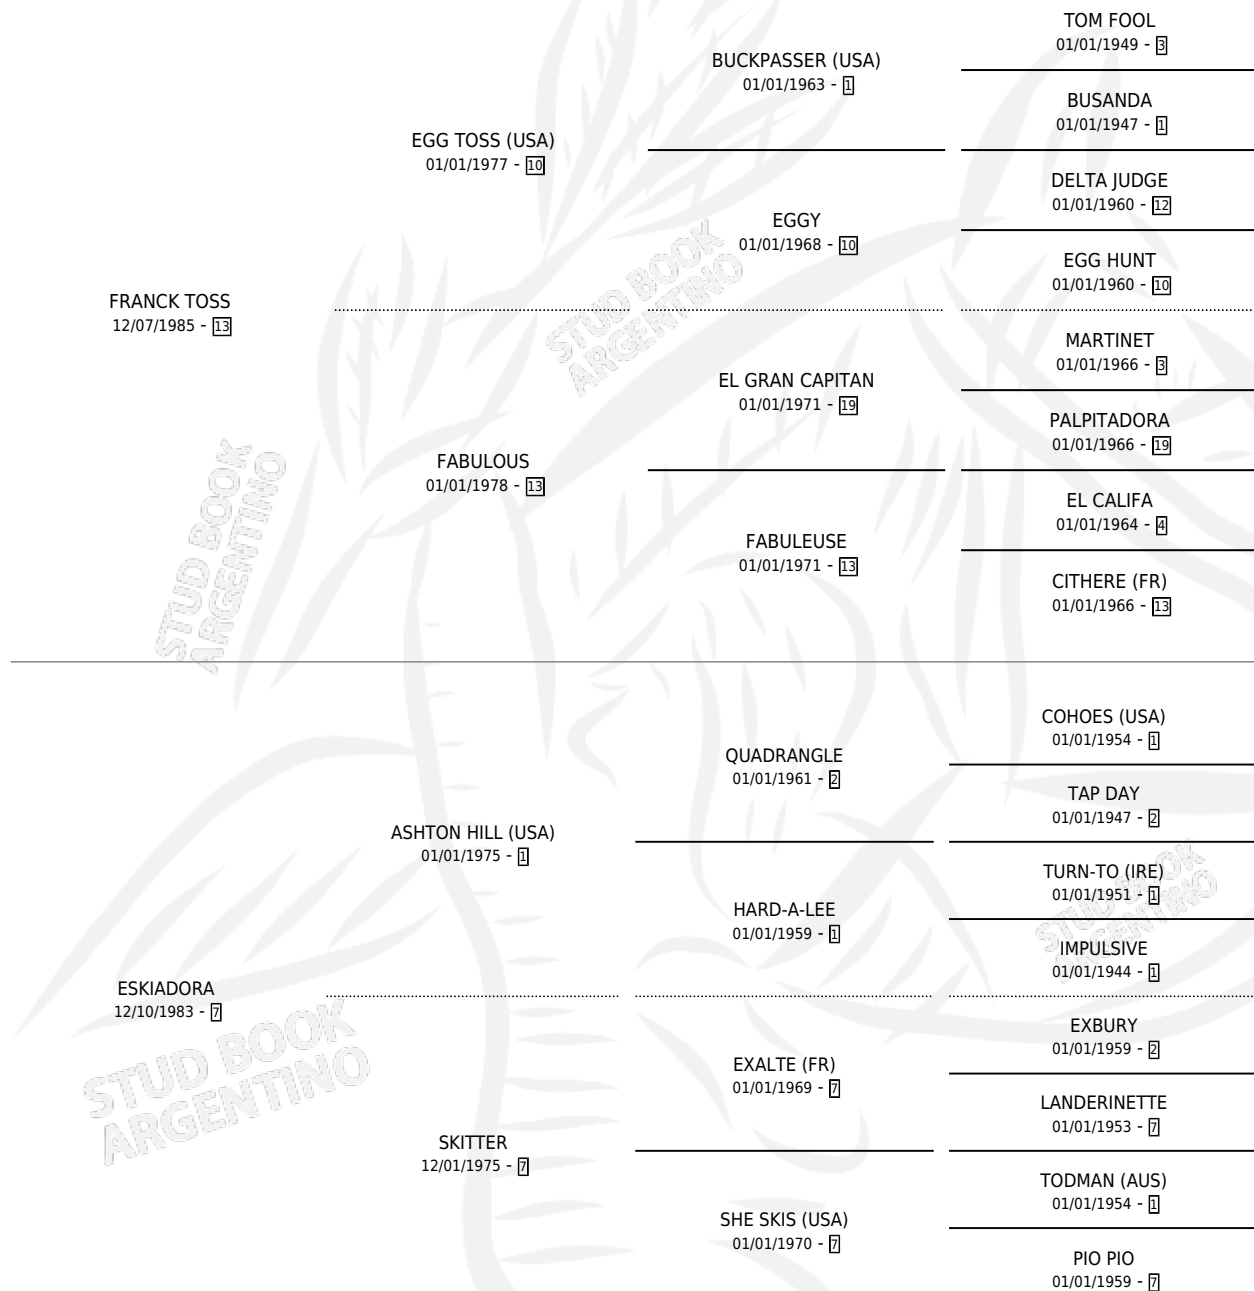 TOM FOOL
01/01/1949 - 3
BUCKPASSER (USA)
01/01/1963 - 1
BUSANDA
01/01/1947 - 1
EGG TOSS (USA)
01/01/1977 - 10
DELTA JUDGE
01/01/1960 - 12
EGGY
01/01/1968 - 10
EGG HUNT
01/01/1960 - 10
FRANCK TOSS
12/07/1985 - 13
MARTINET
01/01/1966 - 3
EL GRAN CAPITAN
01/01/1971 - 19
PALPITADORA
01/01/1966 - 19
FABULOUS
01/01/1978 - 13
EL CALIFA
01/01/1964 - 4
FABULEUSE
01/01/1971 - 13
CITHERE (FR)
01/01/1966 - 13
COHOES (USA)
01/01/1954 - 1
QUADRANGLE
01/01/1961 - 2
TAP DAY
01/01/1947 - 2
ASHTON HILL (USA)
01/01/1975 - 1
TURN-TO (IRE)
01/01/1951 - 1
HARD-A-LEE
01/01/1959 - 1
IMPULSIVE
01/01/1944 - 1
ESKIADORA
12/10/1983 - 7
EXBURY
01/01/1959 - 2
EXALTE (FR)
01/01/1969 - 7
LANDERINETTE
01/01/1953 - 7
SKITTER
12/01/1975 - 7
TODMAN (AUS)
01/01/1954 - 1
SHE SKIS (USA)
01/01/1970 - 7
PIO PIO
01/01/1959 - 7
STUD BOOK
ARGENTINO
STUD BOOK
ARGENTINO
STUD BOOK
ARGENTINO
STUD BOOK
ARGENTINO